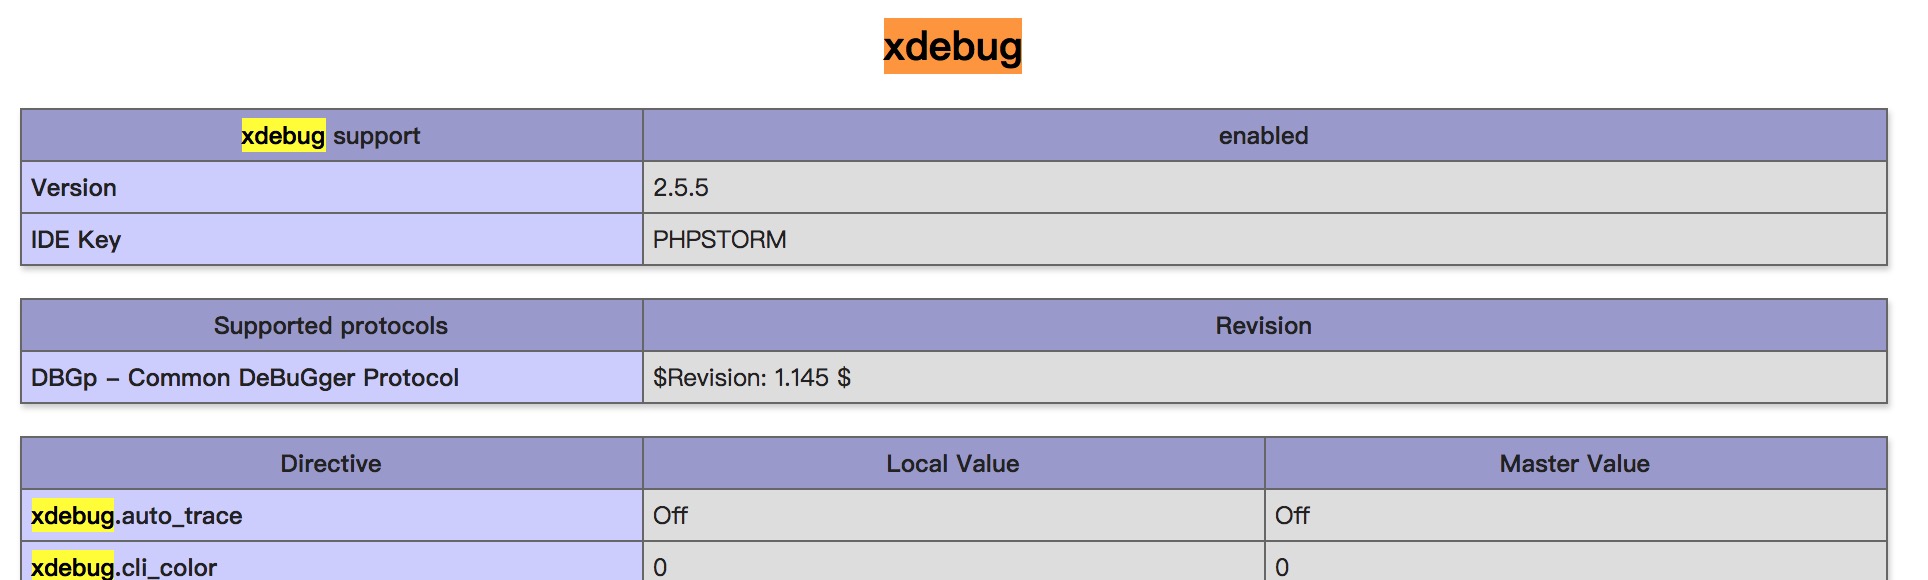 xdebug
xdebug support enabled
Version 2.5.5
IDE Key PHPSTORM
Supported protocols Revision
DBGp – Common DeBuGger Protocol $Revision: 1.145 $
Directive Local Value Master Value
xdebug.auto_trace Off Off
xdebug.cli_color 0 0